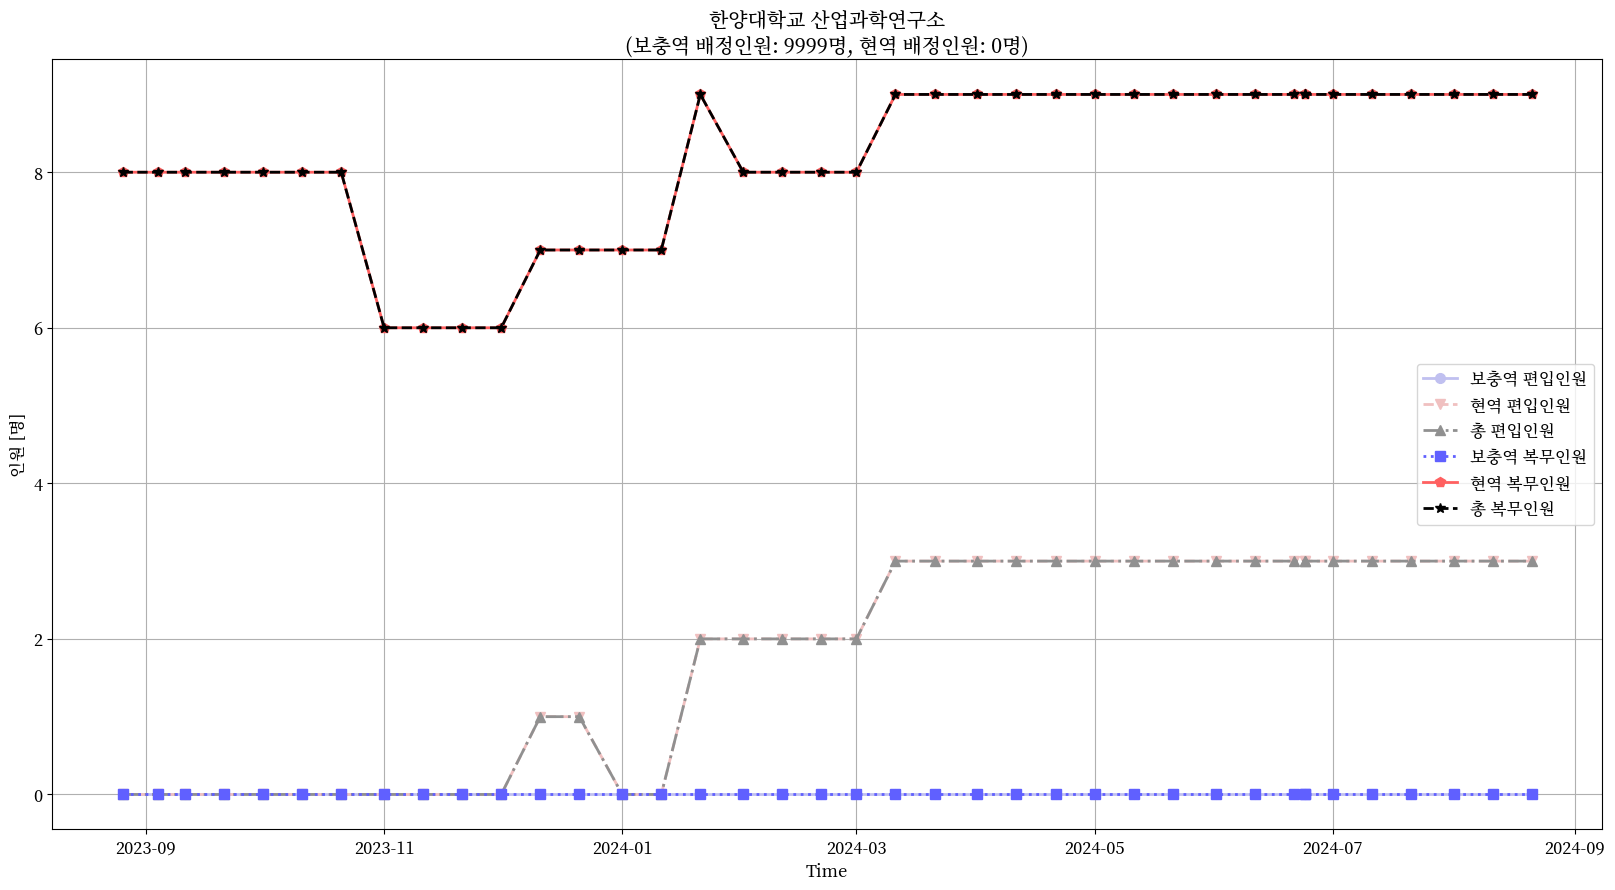 한양대학교 산업과학연구소
(보충역 배정인원: 9999명, 현역 배정인원: 0명)
인원 [명]
8
6
4
2
0
보충역 편입인원
현역 편입인원
총 편입인원
보충역 복무인원
현역 복무인원
총 복무인원
2023-09
2023-11
2024-01
2024-03
2024-05
2024-07
2024-09
Time